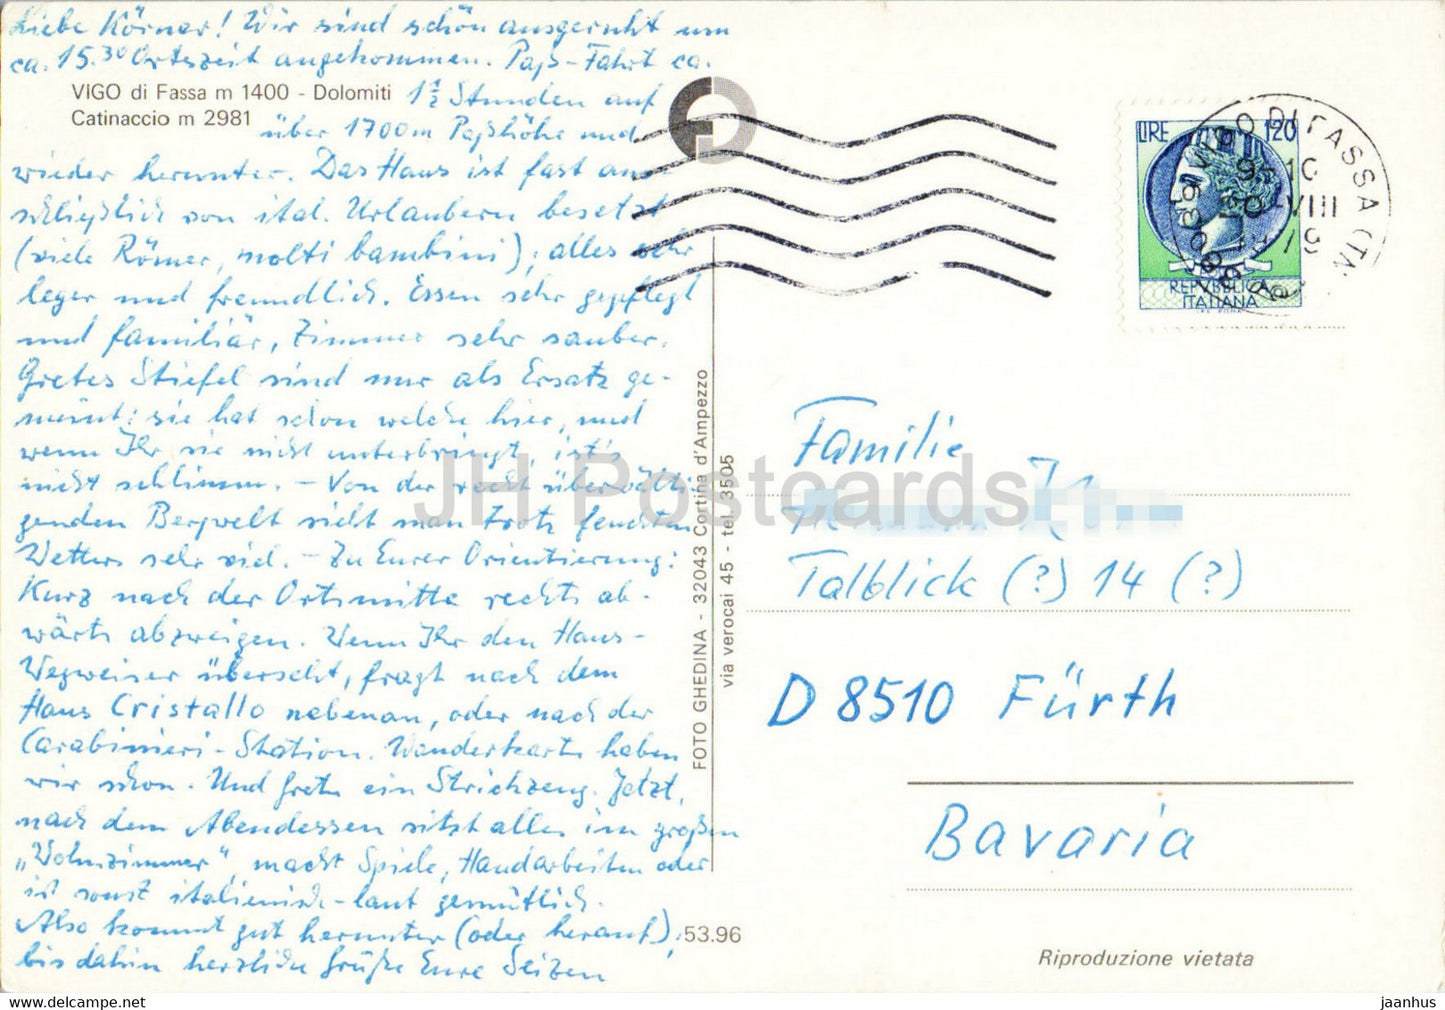 Liebe Körner! Wir sind schön ausgeruht um
ca. 15.30 Ortszeit angekommen. Paß-Fahrt ca.
VIGO di Fassa m 1400 - Dolomiti
Catinaccio m 2981
1 1/2 Stunden auf
über 1700m Paßhöhe und
wieder herunter. Das Haus ist fast aus-
schließlich von ital. Urlaubern besetzt
(viele Römer, molti bambini); alles sehr
leger und freundlich. Essen sehr gepflegt
und familiär, Zimmer sehr sauber.
Gretes Stiefel sind nur als Ersatz ge-
meint: sie hat schon welche hier, und
wenn Ihr sie nicht unterbringt, ist's
nicht schlimm. - Von der recht überwälti-
genden Bergwelt sieht man trotz feuchten
Wetters sehr viel. - Zu Eurer Orientierung:
Kurz nach der Ortsmitte rechts ab-
wärts abzweigen. Wenn Ihr den Haus-
Wegweiser überseht, fragt nach dem
Haus Cristallo nebenan, oder nach der
Carabinieri-Station. Wanderkarte haben
wir schon. Und Grete ein Strickzeug. Jetzt,
nach dem Abendessen sitzt alles im großen
„Wohnzimmer", macht Spiele, Handarbeiten oder
ist sonst italienisch-laut gemütlich.
Also kommt gut herunter (oder herauf);
bis dahin herzliche Grüße Eure
53.96
FOTO GHEDINA - 32043 Cortina d'Ampezzo
via verocai 45 - tel. 3505
LIRE 120
REPVBBLICA
ITALIANA
VIGO DI FASSA (TN)
VIII
Familie
Talblick (?) 14 (?)
D 8510 Fürth
Bavaria
Riproduzione vietata
JH Postcards
jaanhus